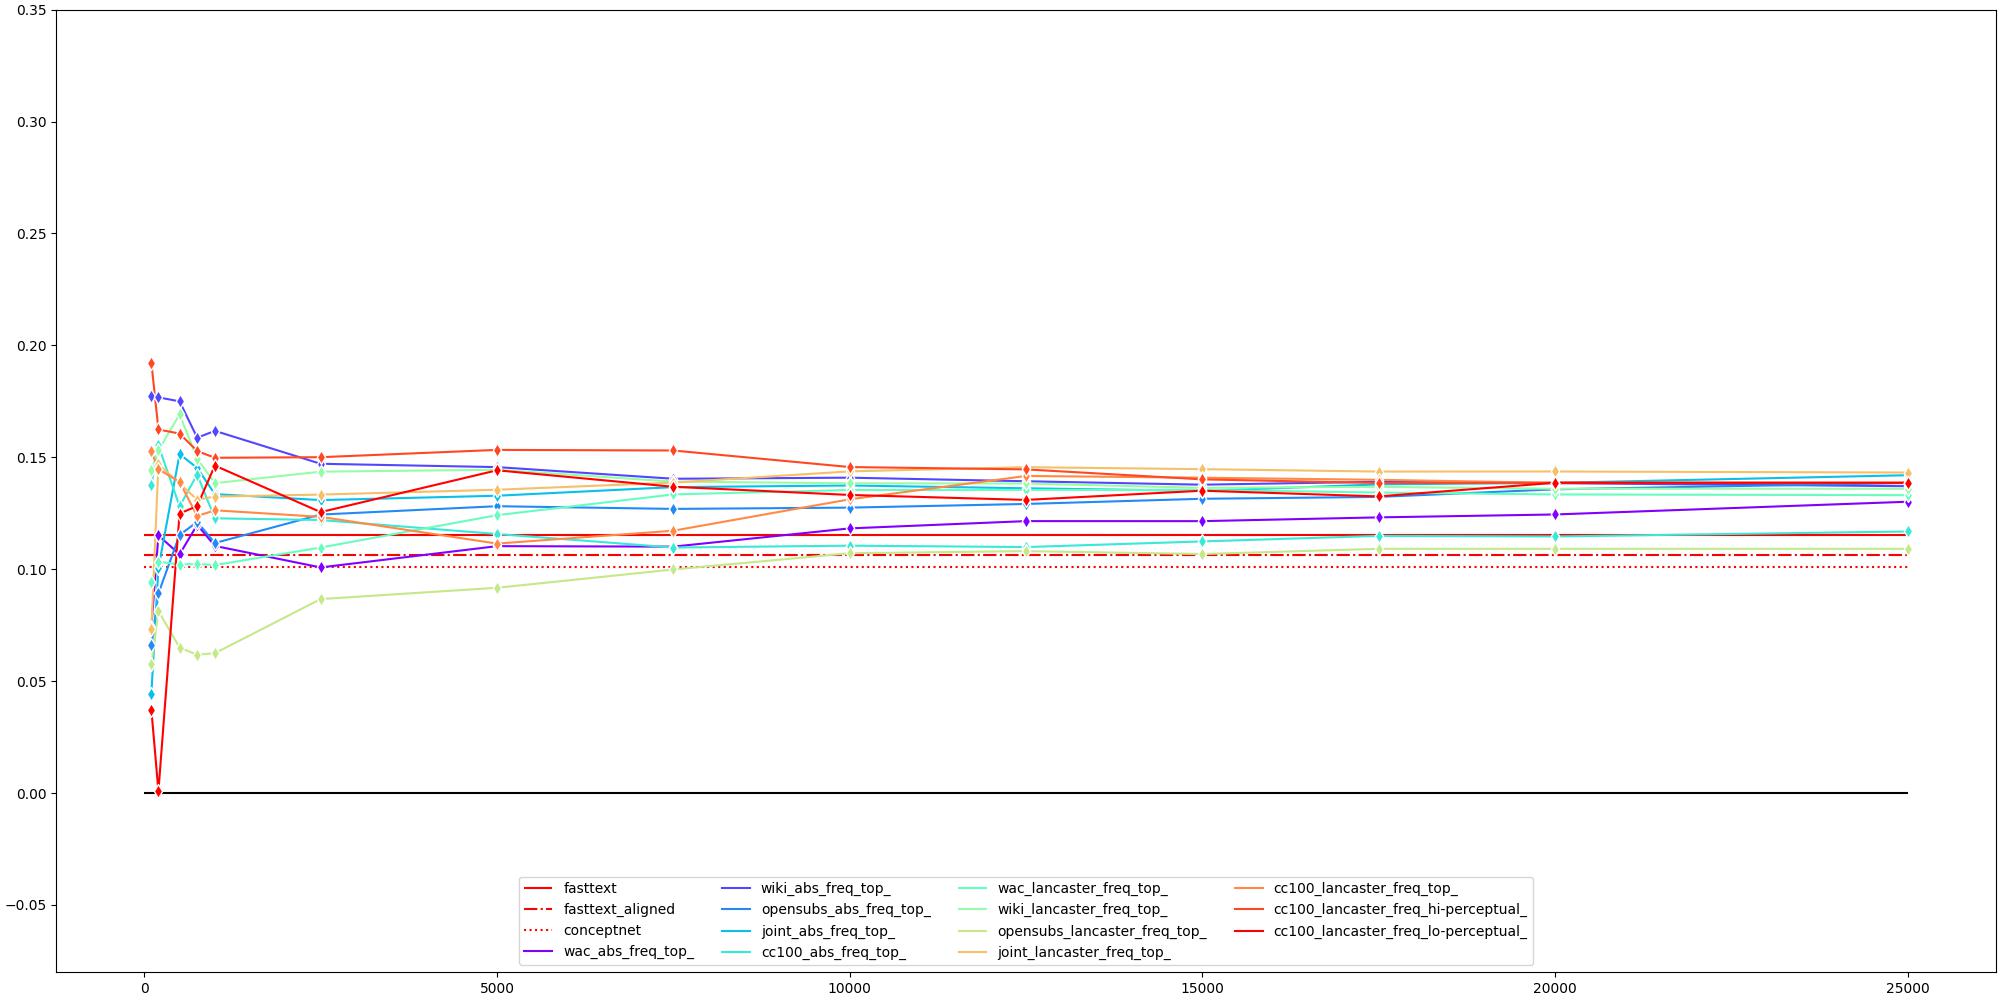 0.35
0.30
0.25
0.20
0.15
0.10
0.05
0.00
−0.05
fasttext
fasttext_aligned
conceptnet
wac_abs_freq_top_
wiki_abs_freq_top_
opensubs_abs_freq_top_
joint_abs_freq_top_
cc100_abs_freq_top_
wac_lancaster_freq_top_
wiki_lancaster_freq_top_
opensubs_lancaster_freq_top_
joint_lancaster_freq_top_
cc100_lancaster_freq_top_
cc100_lancaster_freq_hi-perceptual_
cc100_lancaster_freq_lo-perceptual_
0 5000 10000 15000 20000 25000